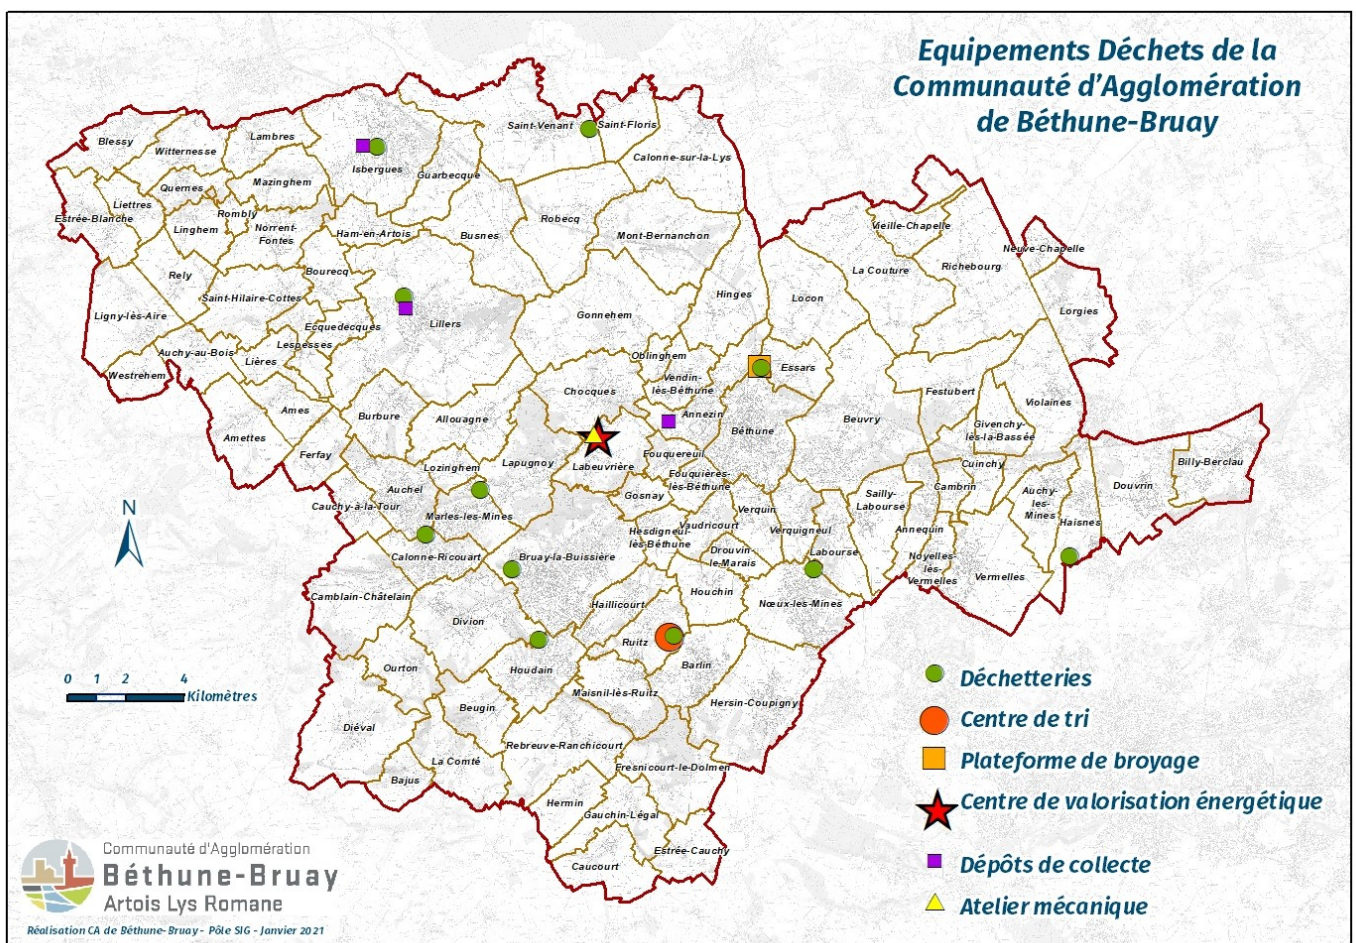 Equipements Déchets de la
Communauté d'Agglomération
de Béthune-Bruay
Blessy
Witternesse
Lambres
Isbergues
Guarbecque
Saint-Venant
Saint-Floris
Calonne-sur-la-Lys
Quernes
Mazinghem
Estrée-Blanche
Liettres
Linghem
Rombly
Norrent-
Fontes
Ham-en-Artois
Busnes
Robecq
Mont-Bernanchon
Vieille-Chapelle
Neuve-Chapelle
La Couture
Richebourg
Rely
Bourecq
Saint-Hilaire-Cottes
Hinges
Locon
Ligny-lès-Aire
Ecquedecques
Lillers
Gonnehem
Lorgies
Auchy-au-Bois
Lespesses
Lières
Westrehem
Oblinghem
Vendin-
lès-Béthune
Essars
Chocques
Festubert
Violaines
Ames
Burbure
Allouagne
Annezin
Béthune
Beuvry
Givenchy-
lès-la-Bassée
Amettes
Ferfay
Lozinghem
Lapugnoy
Labeuvrière
Fouquereuil
Fouquières-
lès-Béthune
Cuinchy
Cambrin
Billy-Berclau
Douvrin
Auchel
Cauchy-à-la-Tour
Marles-les-Mines
Gosnay
Verquin
Sailly-
Labourse
Auchy-
les-
Mines
Haisnes
Hesdigneul-
lès-Béthune
Vaudricourt
Verquigneul
Annequin
Calonne-Ricouart
Bruay-la-Buissière
Drouvin-
le-Marais
Labourse
Noyelles-
les-
Vermelles
Vermelles
Camblain-Châtelain
Divion
Haillicourt
Houchin
Nœux-les-Mines
Ruitz
Barlin
Ourton
Houdain
Maisnil-lès-Ruitz
Hersin-Coupigny
Diéval
Beugin
Rebreuve-Ranchicourt
La Comté
Bajus
Fresnicourt-le-Dolmen
Hermin
Gauchin-Légal
Estrée-Cauchy
Caucourt
N
0 1 2 4
Kilomètres
Déchetteries
Centre de tri
Plateforme de broyage
Centre de valorisation énergétique
Dépôts de collecte
Atelier mécanique
Communauté d'Agglomération
Béthune-Bruay
Artois Lys Romane
Réalisation CA de Béthune-Bruay - Pôle SIG - Janvier 2021